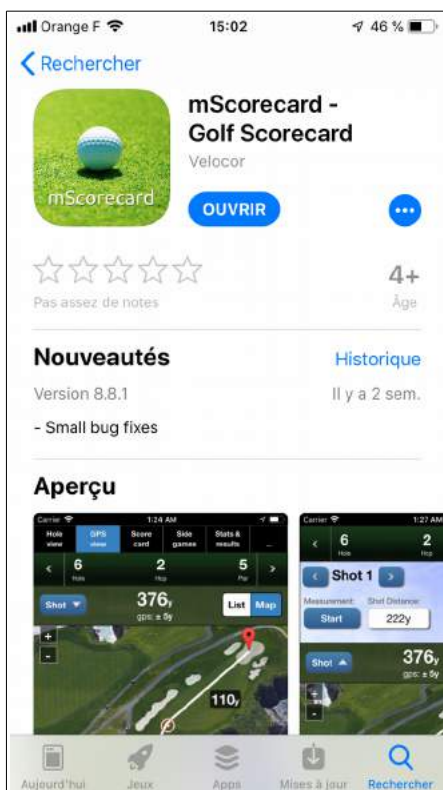 Orange F 15:02 46 %
Rechercher
mScorecard
mScorecard -
Golf Scorecard
Velocor
OUVRIR
Pas assez de notes
4+
Âge
Nouveautés
Historique
Version 8.8.1
Il y a 2 sem.
- Small bug fixes
Aperçu
Carrier 1:24 AM
Hole view GPS view Score card Side games Stats & results ...
6 2 5
Hole Hcp Par
Shot 376y List Map
gps: ± 5y
+
-
110y
Carrier 1:27 AM
6 2
Hole Hcp
Shot 1
Measurement: Shot Distance:
Start 222y
Shot 376y
gps: ± 5y
+
-
Aujourd'hui Jeux Apps Mises à jour Rechercher